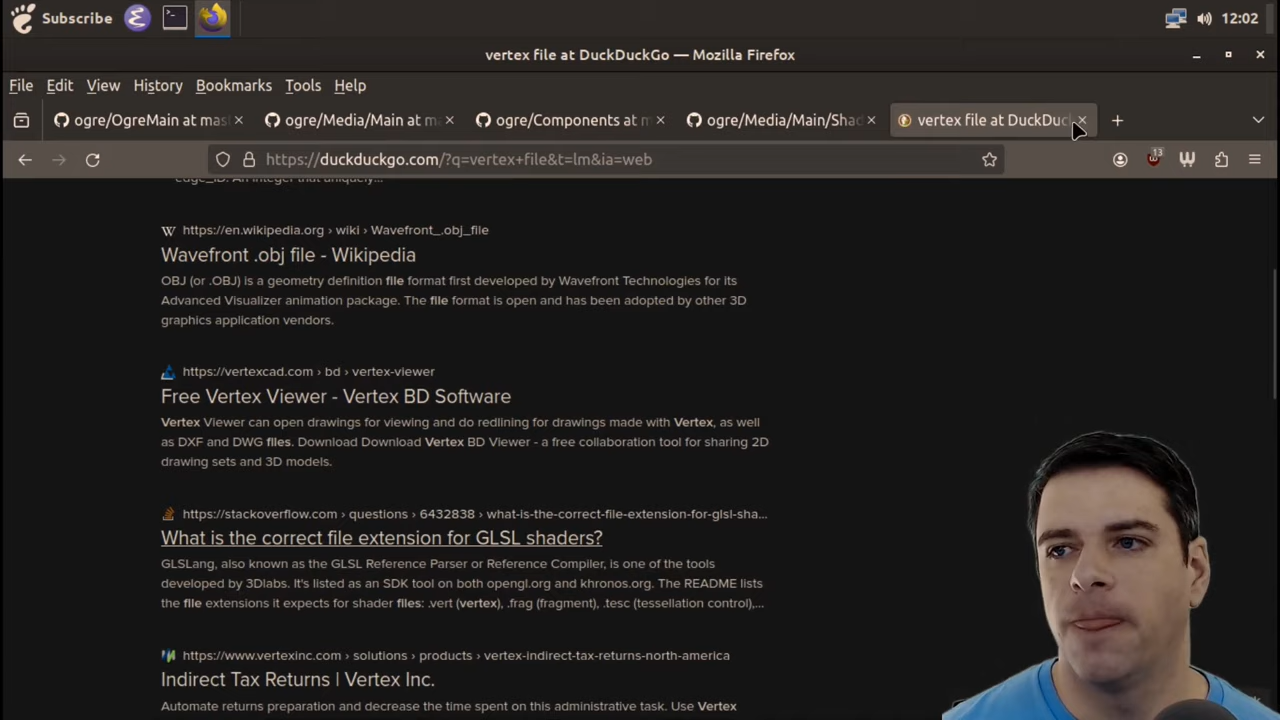 Subscribe
12:02
vertex file at DuckDuckGo — Mozilla Firefox
File Edit View History Bookmarks Tools Help
ogre/OgreMain at mast
ogre/Media/Main at ma
ogre/Components at m
ogre/Media/Main/Shad
vertex file at DuckDuc
https://duckduckgo.com/?q=vertex+file&t=lm&ia=web
13
edge_ID. An integer that uniquely...
https://en.wikipedia.org › wiki › Wavefront_.obj_file
Wavefront .obj file - Wikipedia
OBJ (or .OBJ) is a geometry definition file format first developed by Wavefront Technologies for its
Advanced Visualizer animation package. The file format is open and has been adopted by other 3D
graphics application vendors.
https://vertexcad.com › bd › vertex-viewer
Free Vertex Viewer - Vertex BD Software
Vertex Viewer can open drawings for viewing and do redlining for drawings made with Vertex, as well
as DXF and DWG files. Download Download Vertex BD Viewer - a free collaboration tool for sharing 2D
drawing sets and 3D models.
https://stackoverflow.com › questions › 6432838 › what-is-the-correct-file-extension-for-glsl-sha...
What is the correct file extension for GLSL shaders?
GLSLang, also known as the GLSL Reference Parser or Reference Compiler, is one of the tools
developed by 3Dlabs. It's listed as an SDK tool on both opengl.org and khronos.org. The README lists
the file extensions it expects for shader files: .vert (vertex), .frag (fragment), .tesc (tessellation control),...
https://www.vertexinc.com › solutions › products › vertex-indirect-tax-returns-north-america
Indirect Tax Returns | Vertex Inc.
Automate returns preparation and decrease the time spent on this administrative task. Use Vertex